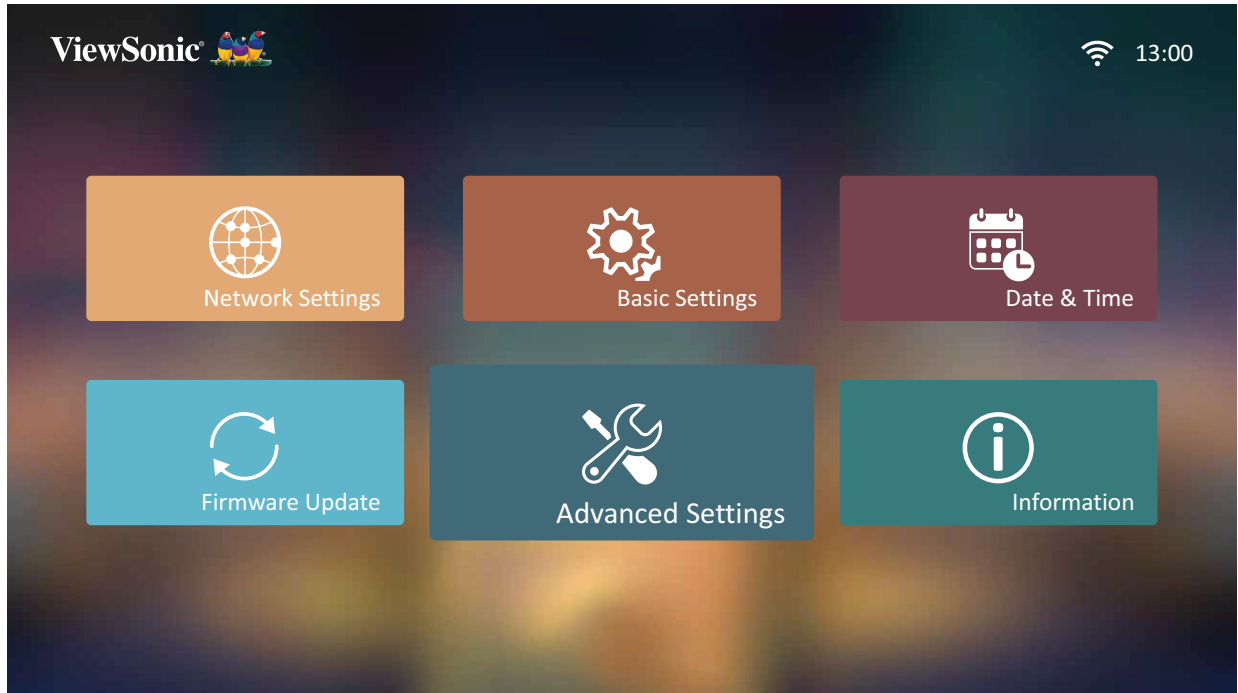 ViewSonic®
13:00
Network Settings
Basic Settings
Date & Time
Firmware Update
Advanced Settings
Information